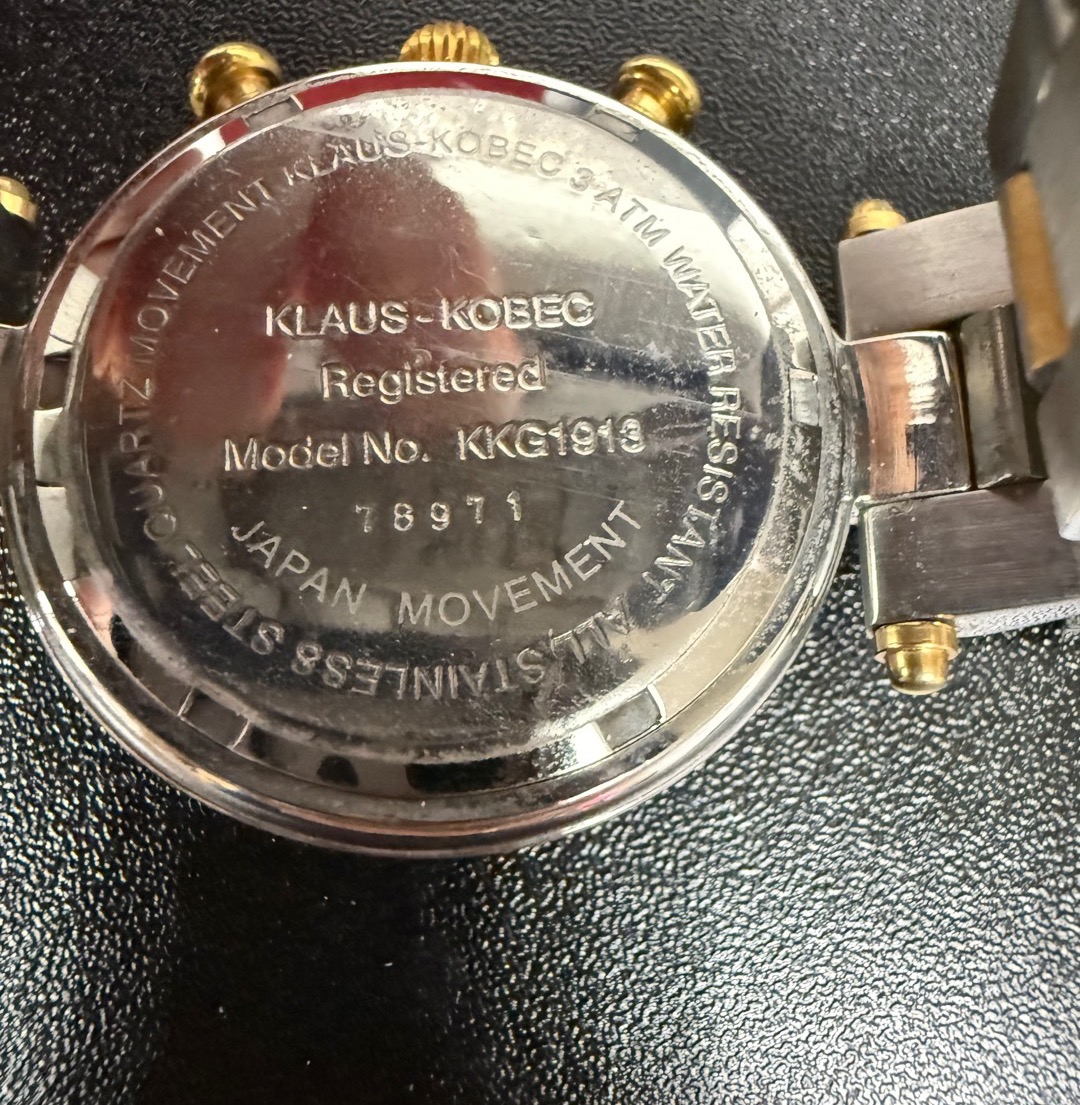 KLAUS-KOBEC 3 ATM WATER RESISTANT ALL STAINLESS STEEL QUARTZ MOVEMENT
KLAUS-KOBEC
Registered
Model No. KKG1913
78971
JAPAN MOVEMENT